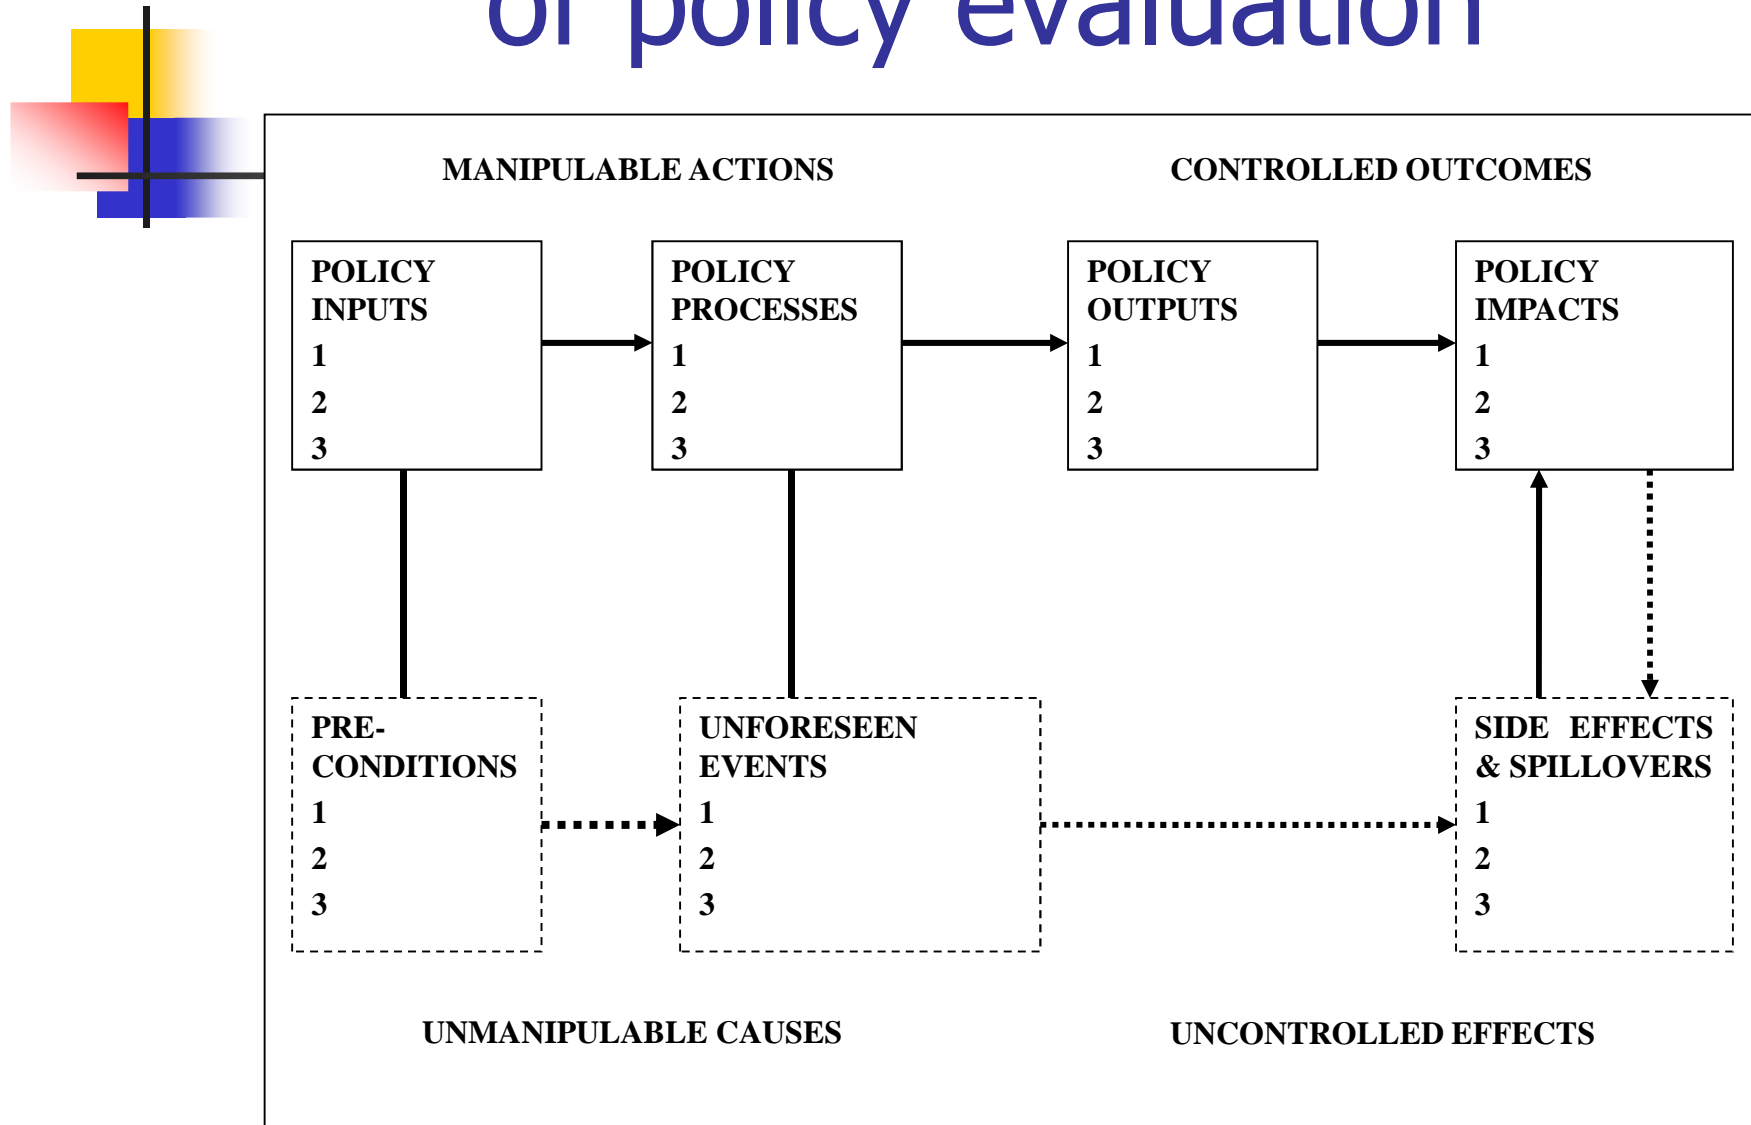 of policy evaluation
MANIPULABLE ACTIONS
CONTROLLED OUTCOMES
POLICY
INPUTS
1
2
3
POLICY
PROCESSES
1
2
3
POLICY
OUTPUTS
1
2
3
POLICY
IMPACTS
1
2
3
PRE-
CONDITIONS
1
2
3
UNFORESEEN
EVENTS
1
2
3
SIDE EFFECTS
& SPILLOVERS
1
2
3
UNMANIPULABLE CAUSES
UNCONTROLLED EFFECTS